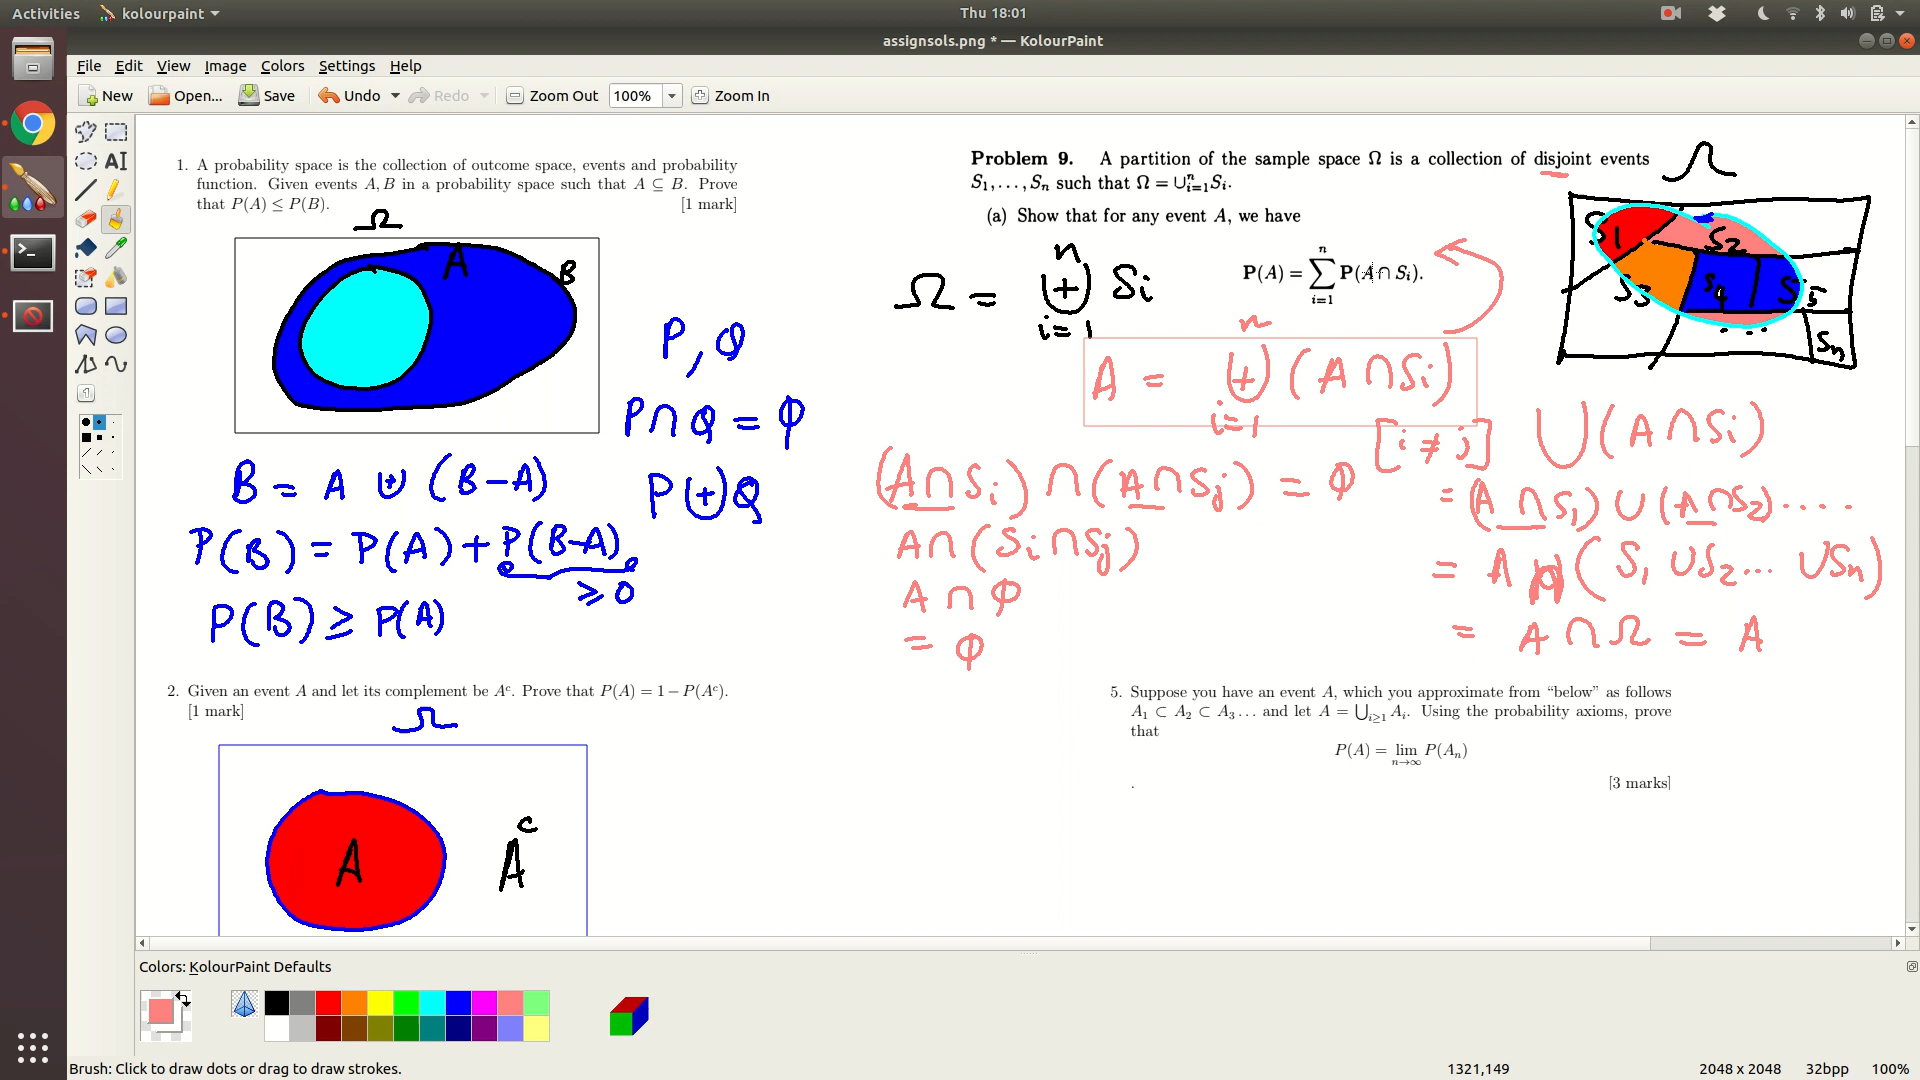 Activities kolourpaint Thu 18:01
assignsols.png * — KolourPaint
File Edit View Image Colors Settings Help
New Open... Save Undo Redo Zoom Out 100% Zoom In
1. A probability space is the collection of outcome space, events and probability
function. Given events A, B in a probability space such that A ⊆ B. Prove
that P(A) ≤ P(B). [1 mark]
Ω
A
B
P, Q
P ∩ Q = φ
P ⊎ Q
B = A ⊎ (B-A)
P(B) = P(A) + P(B-A)
≥ 0
P(B) ≥ P(A)
2. Given an event A and let its complement be Aᶜ. Prove that P(A) = 1 − P(Aᶜ).
[1 mark]
Ω
A
Aᶜ
Problem 9. A partition of the sample space Ω is a collection of disjoint events
S₁, . . . , Sₙ such that Ω = ∪ⁿᵢ₌₁Sᵢ.
(a) Show that for any event A, we have
n
P(A) = ∑ P(A ∩ Sᵢ).
i=1
n
Ω = ⊎ Si
i=1
Ω
S1
S2
S3
S4
S5
. . .
Sn
n
A = ⊎ (A ∩ Si)
i=1
(A ∩ Si) ∩ (A ∩ Sj) = φ [i ≠ j]
A ∩ (Si ∩ Sj)
A ∩ φ
= φ
∪ (A ∩ Si)
= (A ∩ S1) ∪ (A ∩ S2) . . . .
= A ∩ (S1 ∪ S2 ... ∪ Sn)
= A ∩ Ω = A
5. Suppose you have an event A, which you approximate from “below” as follows
A₁ ⊂ A₂ ⊂ A₃ . . . and let A = ⋃ᵢ≥₁ Aᵢ. Using the probability axioms, prove
that
P(A) = lim P(Aₙ)
n→∞
.
[3 marks]
Colors: KolourPaint Defaults
Brush: Click to draw dots or drag to draw strokes. 1321,149 2048 x 2048 32bpp 100%